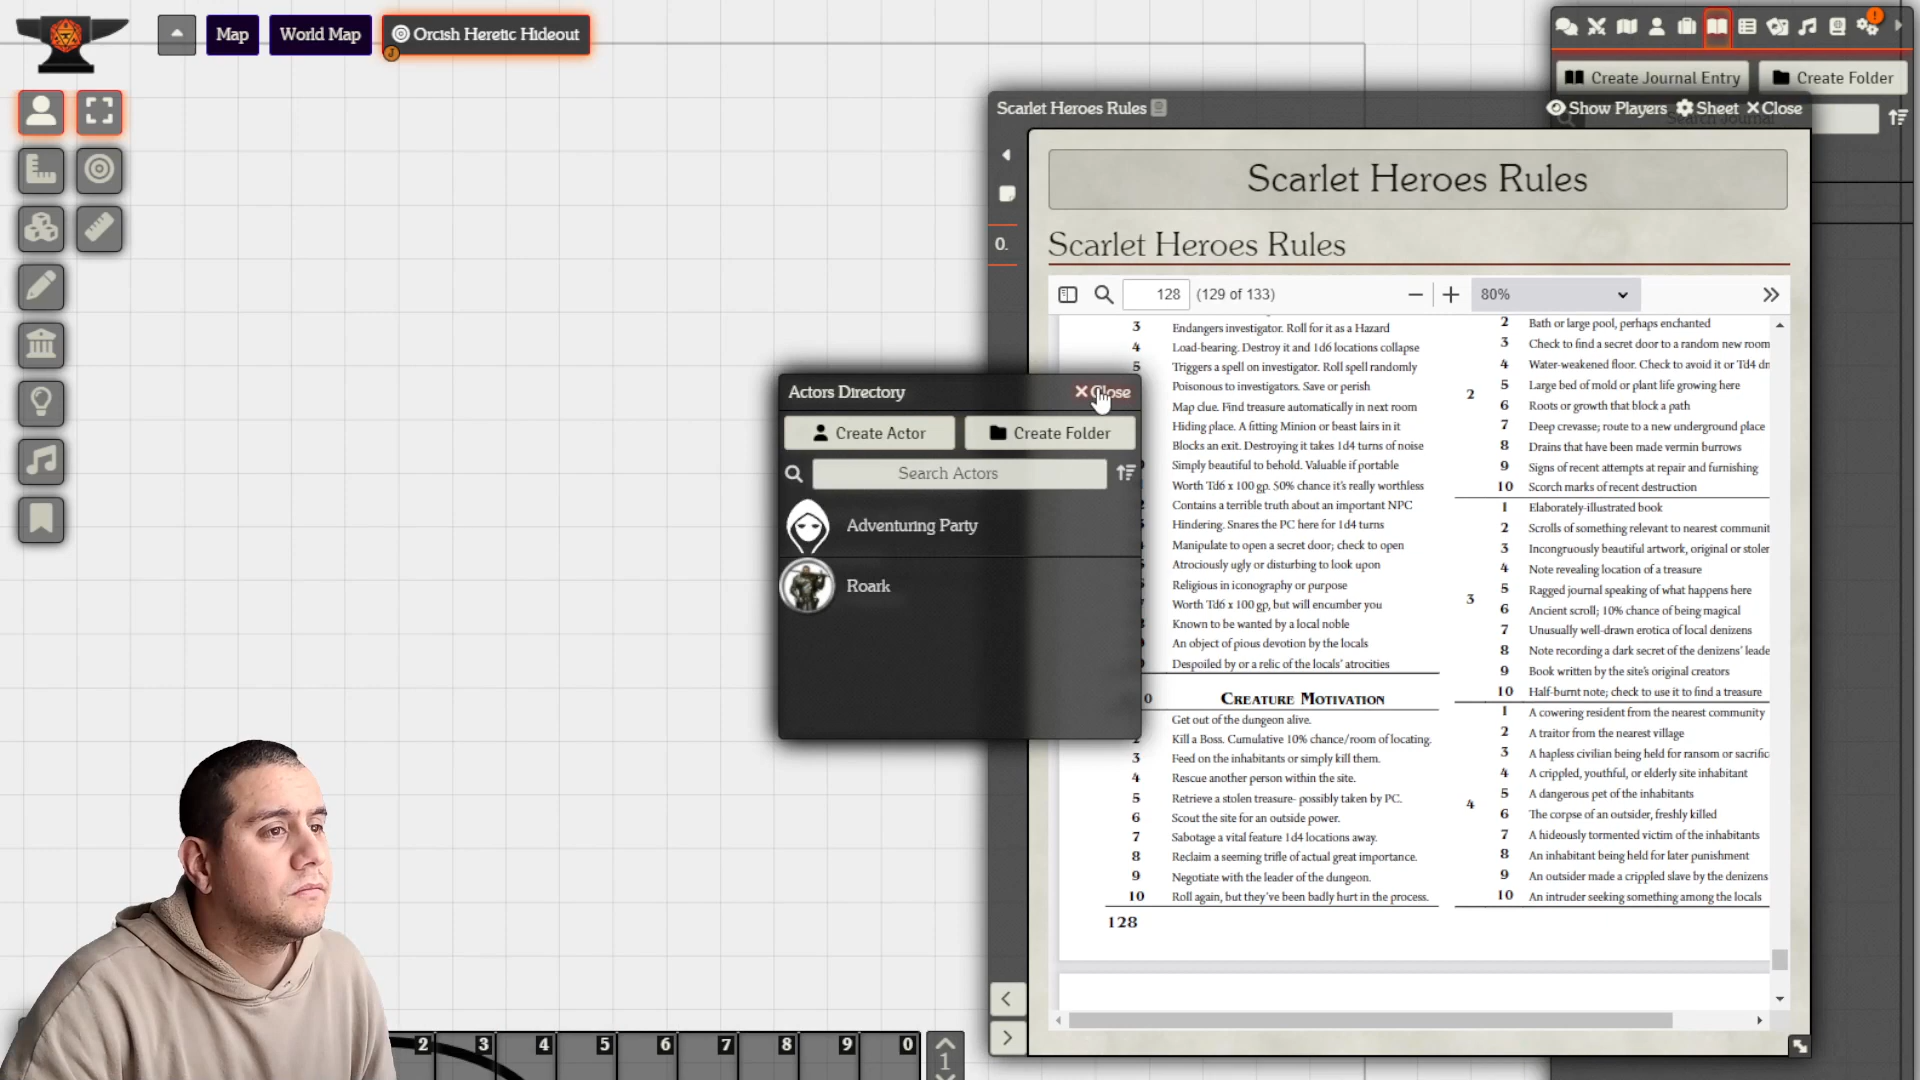 Map
World Map
Orcish Heretic Hideout
J
Create Journal Entry
Create Folder
Scarlet Heroes Rules
Show Players
Sheet
Close
Scarlet Heroes Rules
0.
Scarlet Heroes Rules
128 (129 of 133)
80%
3 Endangers investigator. Roll for it as a Hazard
4 Load-bearing. Destroy it and 1d6 locations collapse
5 Triggers a spell on investigator. Roll spell randomly
Poisonous to investigators. Save or perish
Map clue. Find treasure automatically in next room
Hiding place. A fitting Minion or beast lairs in it
Blocks an exit. Destroying it takes 1d4 turns of noise
Simply beautiful to behold. Valuable if portable
Worth Td6 x 100 gp. 50% chance it's really worthless
Contains a terrible truth about an important NPC
Hindering. Snares the PC here for 1d4 turns
Manipulate to open a secret door; check to open
Atrociously ugly or disturbing to look upon
Religious in iconography or purpose
Worth Td6 x 100 gp, but will encumber you
Known to be wanted by a local noble
An object of pious devotion by the locals
Despoiled by or a relic of the locals' atrocities
0 Creature Motivation
Get out of the dungeon alive.
2 Kill a Boss. Cumulative 10% chance/room of locating.
3 Feed on the inhabitants or simply kill them.
4 Rescue another person within the site.
5 Retrieve a stolen treasure- possibly taken by PC.
6 Scout the site for an outside power.
7 Sabotage a vital feature 1d4 locations away.
8 Reclaim a seeming trifle of actual great importance.
9 Negotiate with the leader of the dungeon.
10 Roll again, but they've been badly hurt in the process.
128
2
2 Bath or large pool, perhaps enchanted
3 Check to find a secret door to a random new room
4 Water-weakened floor. Check to avoid it or Td4 dm
5 Large bed of mold or plant life growing here
6 Roots or growth that block a path
7 Deep crevasse; route to a new underground place
8 Drains that have been made vermin burrows
9 Signs of recent attempts at repair and furnishing
10 Scorch marks of recent destruction
3
1 Elaborately-illustrated book
2 Scrolls of something relevant to nearest communit
3 Incongruously beautiful artwork, original or stolen
4 Note revealing location of a treasure
5 Ragged journal speaking of what happens here
6 Ancient scroll; 10% chance of being magical
7 Unusually well-drawn erotica of local denizens
8 Note recording a dark secret of the denizens' leade
9 Book written by the site's original creators
10 Half-burnt note; check to use it to find a treasure
4
1 A cowering resident from the nearest community
2 A traitor from the nearest village
3 A hapless civilian being held for ransom or sacrific
4 A crippled, youthful, or elderly site inhabitant
5 A dangerous pet of the inhabitants
6 The corpse of an outsider, freshly killed
7 A hideously tormented victim of the inhabitants
8 An inhabitant being held for later punishment
9 An outsider made a crippled slave by the denizens
10 An intruder seeking something among the locals
Actors Directory
Close
Create Actor
Create Folder
Search Actors
Adventuring Party
Roark
2 3 4 5 6 7 8 9 0
1